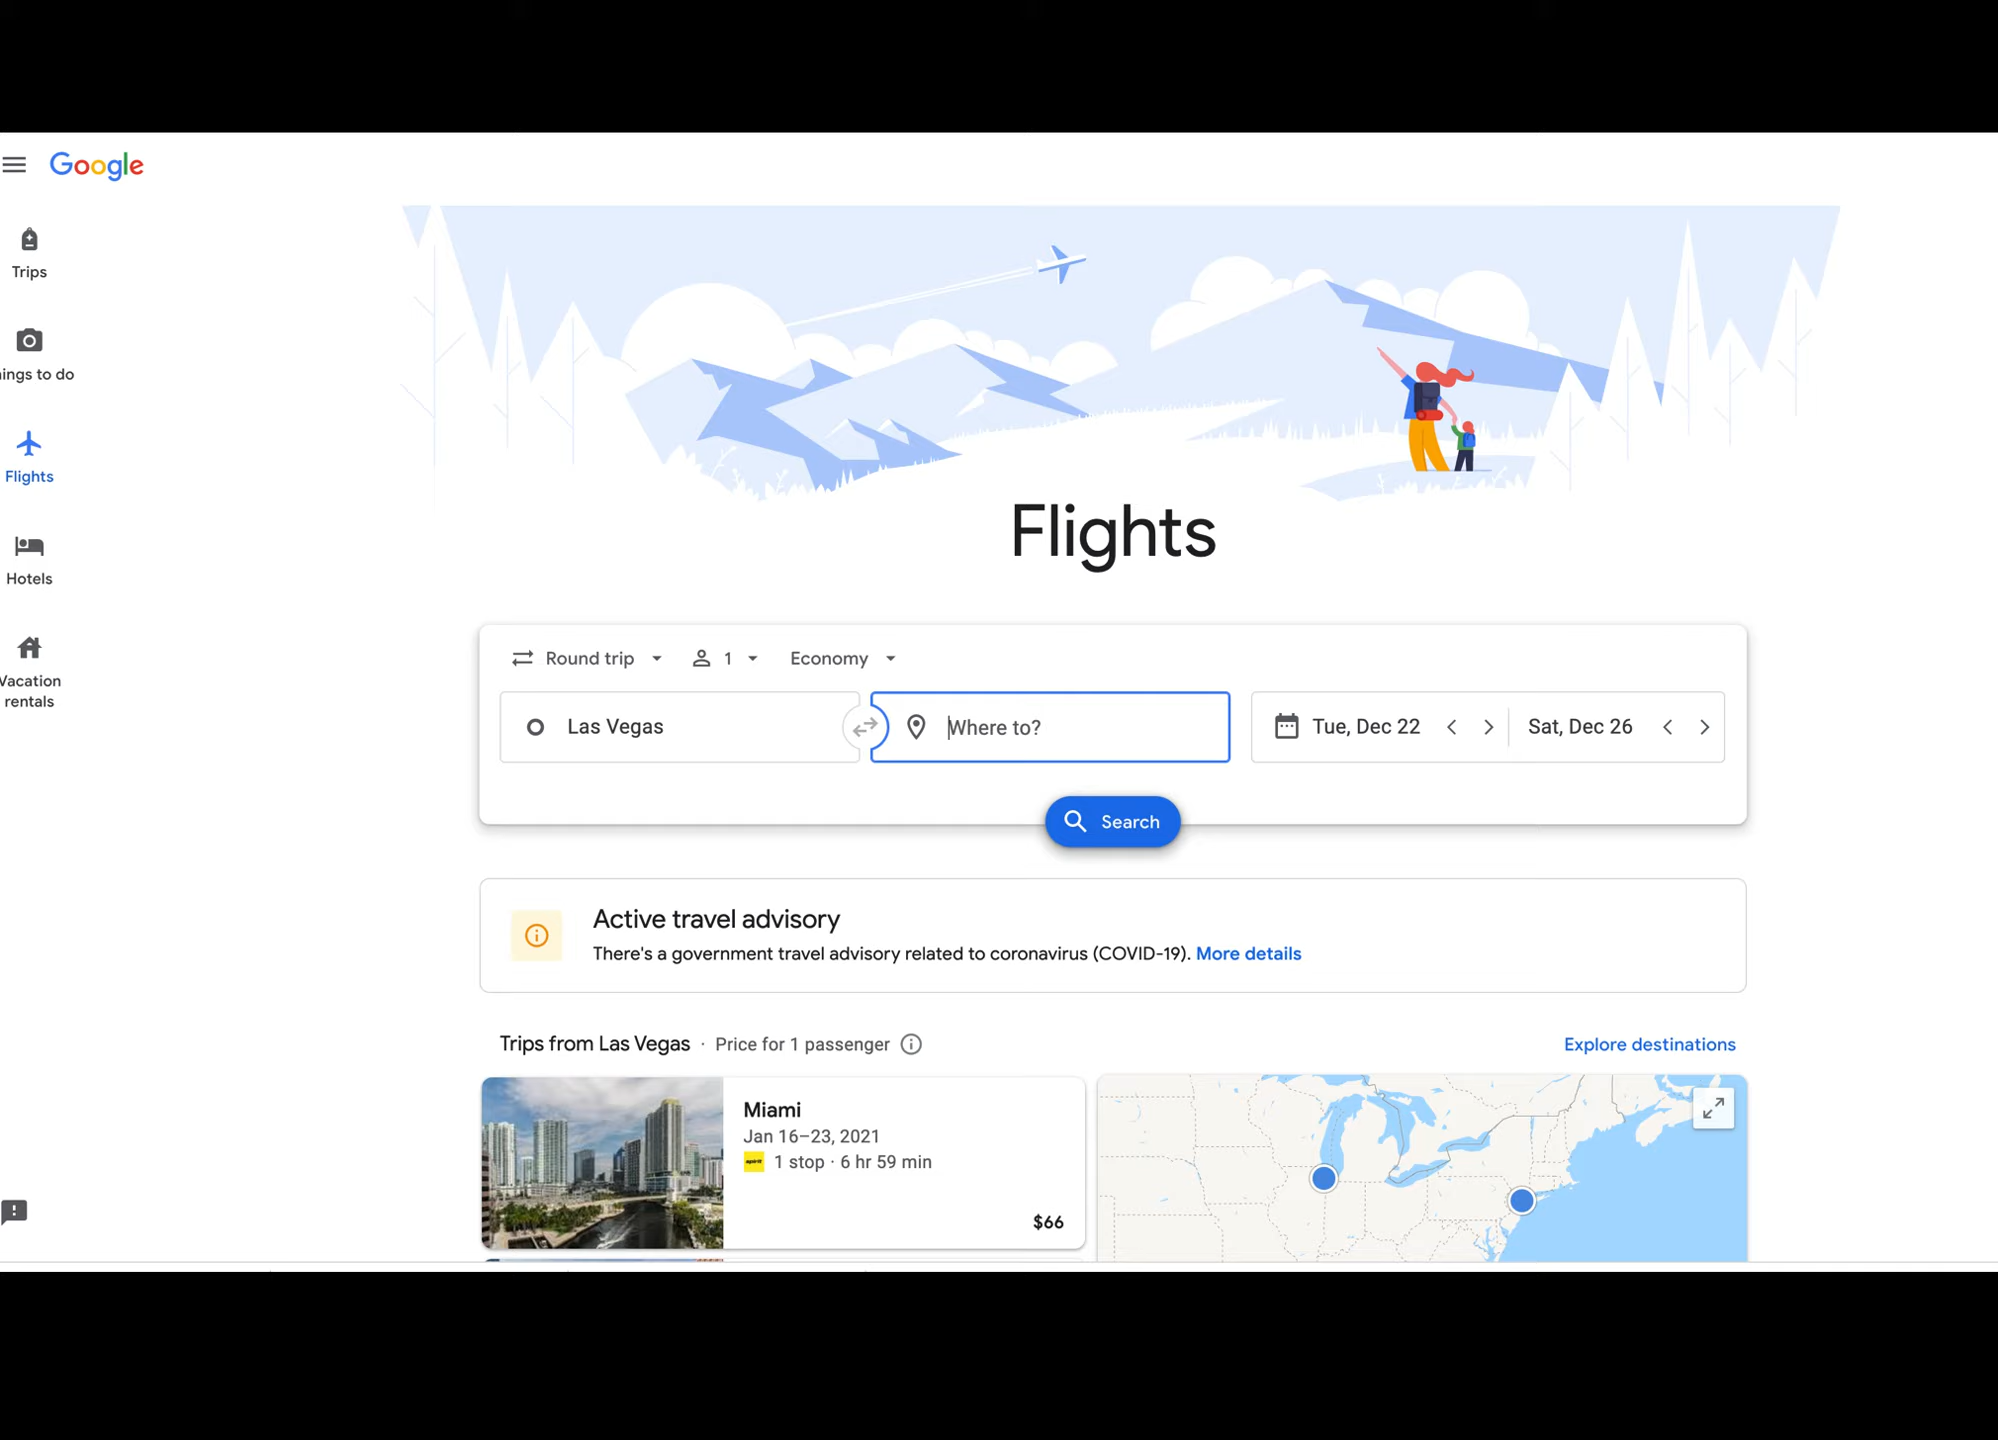 Google
Trips
ings to do
Flights
Hotels
Vacation
rentals
Flights
Round trip 1 Economy
Las Vegas Where to? Tue, Dec 22 Sat, Dec 26
Search
Active travel advisory
There's a government travel advisory related to coronavirus (COVID-19). More details
Trips from Las Vegas · Price for 1 passenger Explore destinations
Miami
Jan 16–23, 2021
spirit 1 stop · 6 hr 59 min
$66